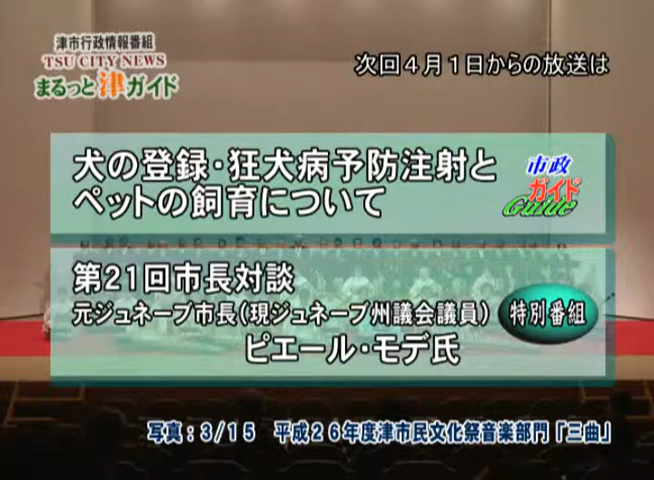 津市行政情報番組
TSU CITY NEWS
まるっと津ガイド
次回４月１日からの放送は
犬の登録・狂犬病予防注射と
ペットの飼育について
市政
ガイド
Guide
第21回市長対談
元ジュネーブ市長（現ジュネーブ州議会議員）
ピエール・モデ氏
特別番組
写真：３/１５　平成２６年度津市民文化祭音楽部門「三曲」